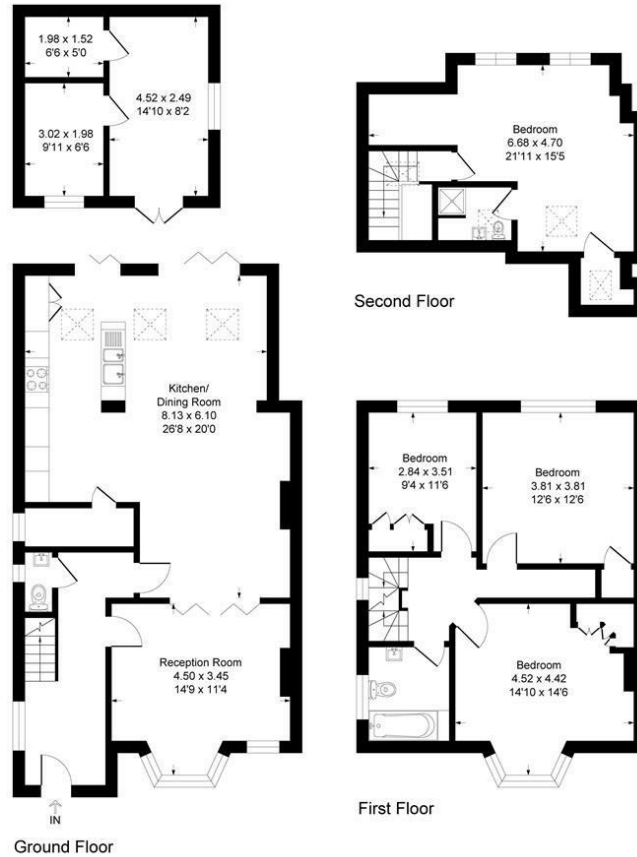 1.98 x 1.52
6'6 x 5'0
4.52 x 2.49
14'10 x 8'2
3.02 x 1.98
9'11 x 6'6
Bedroom
6.68 x 4.70
21'11 x 15'5
Second Floor
Kitchen/
Dining Room
8.13 x 6.10
26'8 x 20'0
Reception Room
4.50 x 3.45
14'9 x 11'4
IN
Ground Floor
Bedroom
2.84 x 3.51
9'4 x 11'6
Bedroom
3.81 x 3.81
12'6 x 12'6
Bedroom
4.52 x 4.42
14'10 x 14'6
First Floor